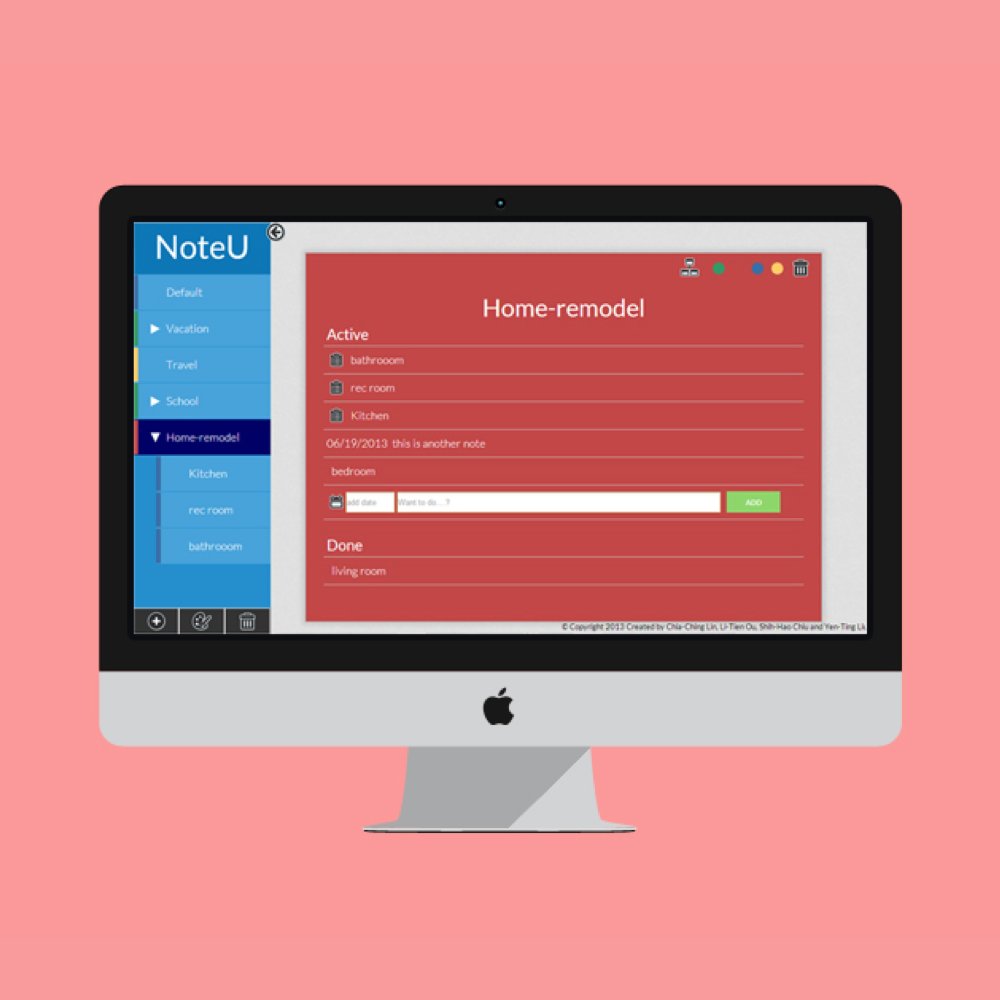 NoteU
Default
Vacation
Travel
School
Home-remodel
Kitchen
rec room
bathrooom
Home-remodel
Active
bathrooom
rec room
Kitchen
06/19/2013 this is another note
bedroom
add date Want to do....? ADD
Done
living room
© Copyright 2013 Created by Chia-Ching Lin, Li-Tien Ou, Shih-Hao Chiu and Yen-Ting